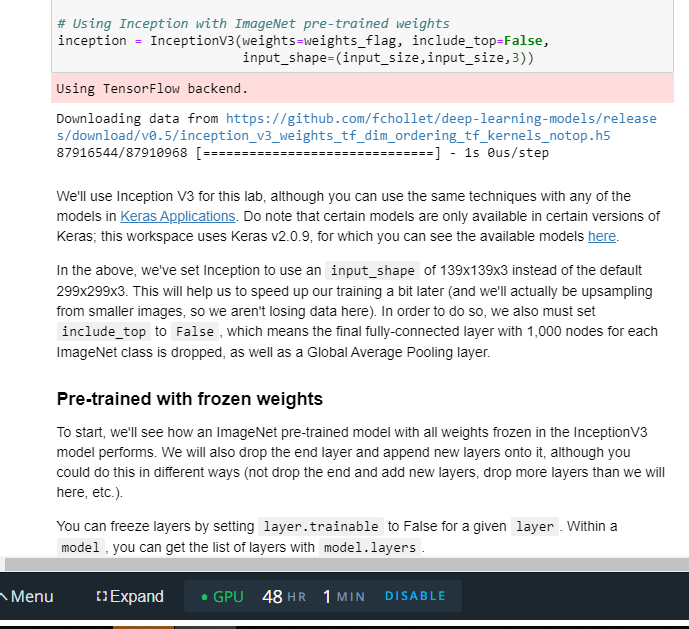 # Using Inception with ImageNet pre-trained weights
inception = InceptionV3(weights=weights_flag, include_top=False,
input_shape=(input_size,input_size,3))
Using TensorFlow backend.
Downloading data from https://github.com/fchollet/deep-learning-models/release
s/download/v0.5/inception_v3_weights_tf_dim_ordering_tf_kernels_notop.h5
87916544/87910968 [==============================] - 1s 0us/step
We'll use Inception V3 for this lab, although you can use the same techniques with any of the
models in Keras Applications. Do note that certain models are only available in certain versions of
Keras; this workspace uses Keras v2.0.9, for which you can see the available models here.
In the above, we've set Inception to use an input_shape of 139x139x3 instead of the default
299x299x3. This will help us to speed up our training a bit later (and we'll actually be upsampling
from smaller images, so we aren't losing data here). In order to do so, we also must set
include_top to False , which means the final fully-connected layer with 1,000 nodes for each
ImageNet class is dropped, as well as a Global Average Pooling layer.
Pre-trained with frozen weights
To start, we'll see how an ImageNet pre-trained model with all weights frozen in the InceptionV3
model performs. We will also drop the end layer and append new layers onto it, although you
could do this in different ways (not drop the end and add new layers, drop more layers than we will
here, etc.).
You can freeze layers by setting layer.trainable to False for a given layer . Within a
model , you can get the list of layers with model.layers .
Menu Expand GPU 48 HR 1 MIN DISABLE